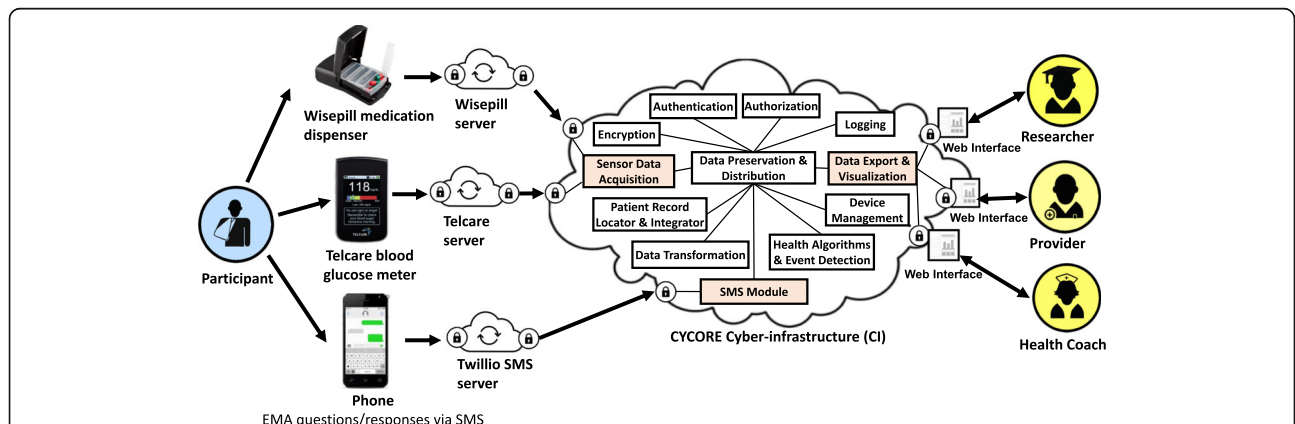 Wisepill medication
dispenser
Wisepill
server
118
Telcare blood
glucose meter
TELCARE
Telcare
server
Participant
Phone
EMA questions/responses via SMS
Twillio SMS
server
Authentication
Authorization
Encryption
Logging
Sensor Data
Acquisition
Data Preservation &
Distribution
Data Export &
Visualization
Patient Record
Locator & Integrator
Device
Management
Data Transformation
Health Algorithms
& Event Detection
SMS Module
CYCORE Cyber-infrastructure (CI)
Web Interface
Researcher
Web Interface
Provider
Web Interface
Health Coach